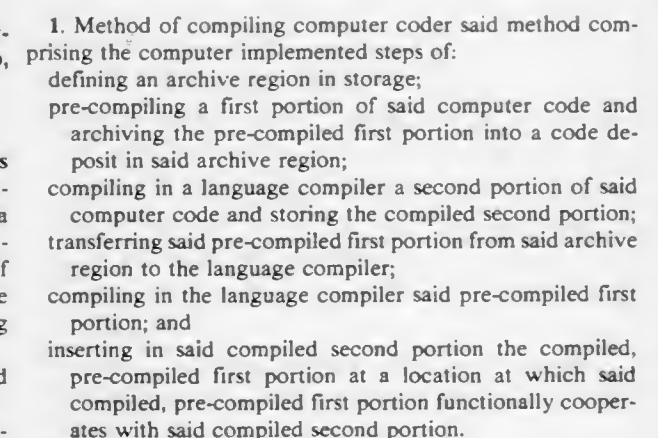 1. Method of compiling computer coder said method com-
prising the computer implemented steps of:
defining an archive region in storage;
pre-compiling a first portion of said computer code and
archiving the pre-compiled first portion into a code de-
posit in said archive region;
compiling in a language compiler a second portion of said
computer code and storing the compiled second portion;
transferring said pre-compiled first portion from said archive
region to the language compiler;
compiling in the language compiler said pre-compiled first
portion; and
inserting in said compiled second portion the compiled,
pre-compiled first portion at a location at which said
compiled, pre-compiled first portion functionally cooper-
ates with said compiled second portion.